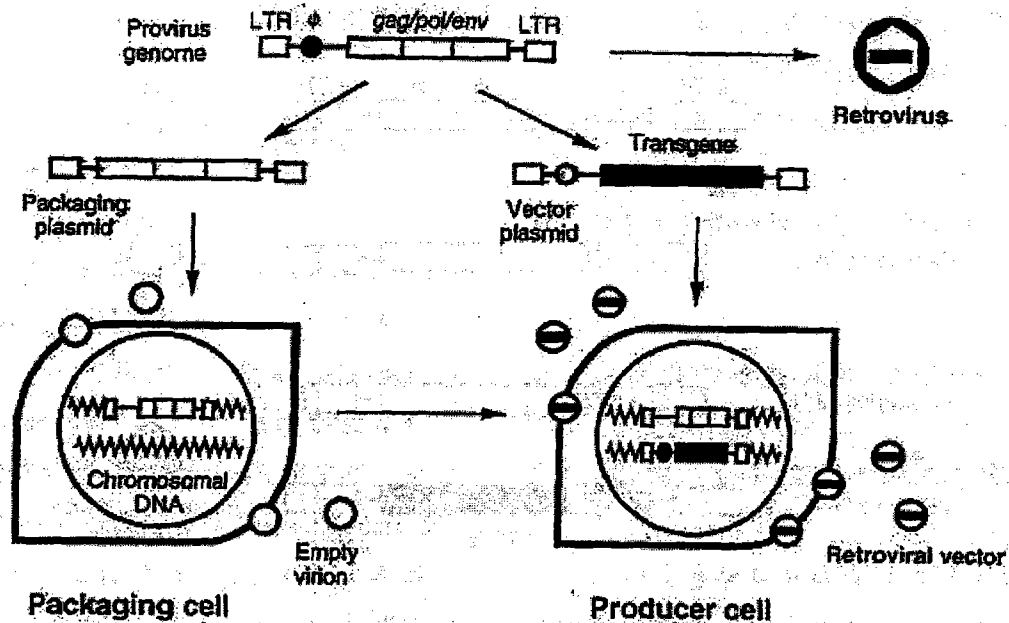 Provirus
genome
LTR ϕ gag/pol/env LTR
Retrovirus
Packaging
plasmid
Transgene
Vector
plasmid
Chromosomal
DNA
Empty
virion
Retroviral vector
Packaging cell
Producer cell